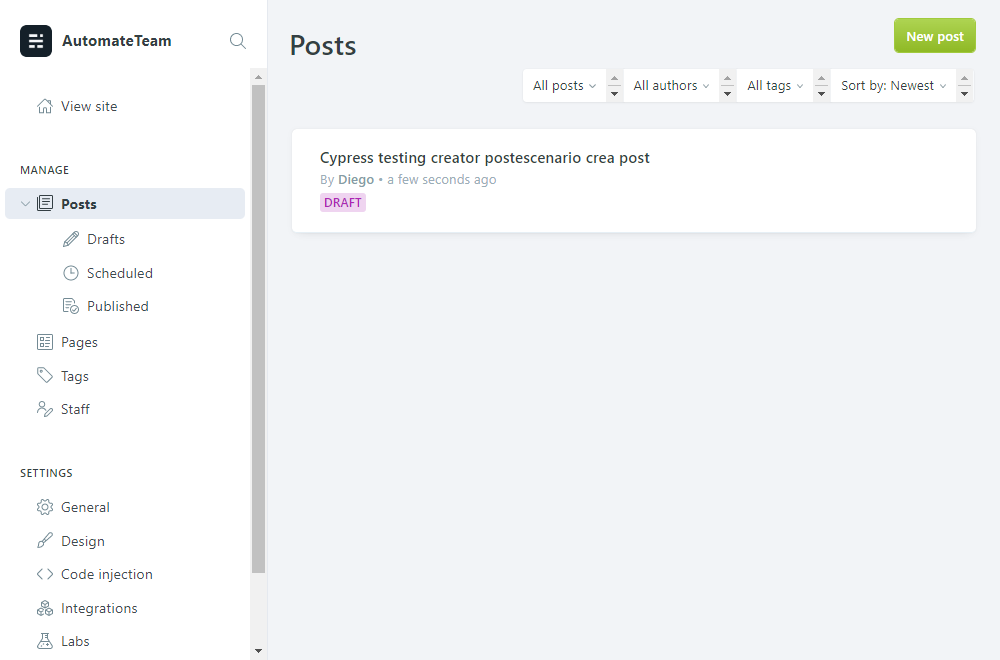 AutomateTeam
View site
MANAGE
Posts
Drafts
Scheduled
Published
Pages
Tags
Staff
SETTINGS
General
Design
Code injection
Integrations
Labs
Posts
New post
All posts
All authors
All tags
Sort by: Newest
Cypress testing creator postescenario crea post
By Diego • a few seconds ago
DRAFT